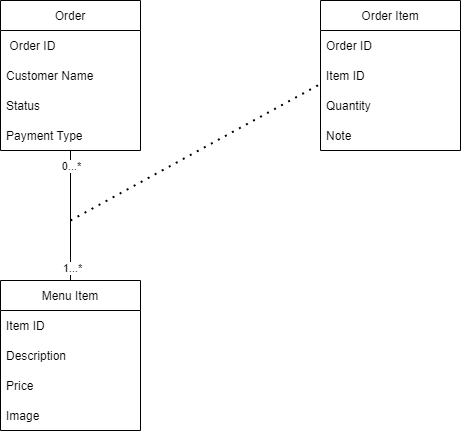 Order
Order ID
Customer Name
Status
Payment Type
Order Item
Order ID
Item ID
Quantity
Note
0...*
1...*
Menu Item
Item ID
Description
Price
Image